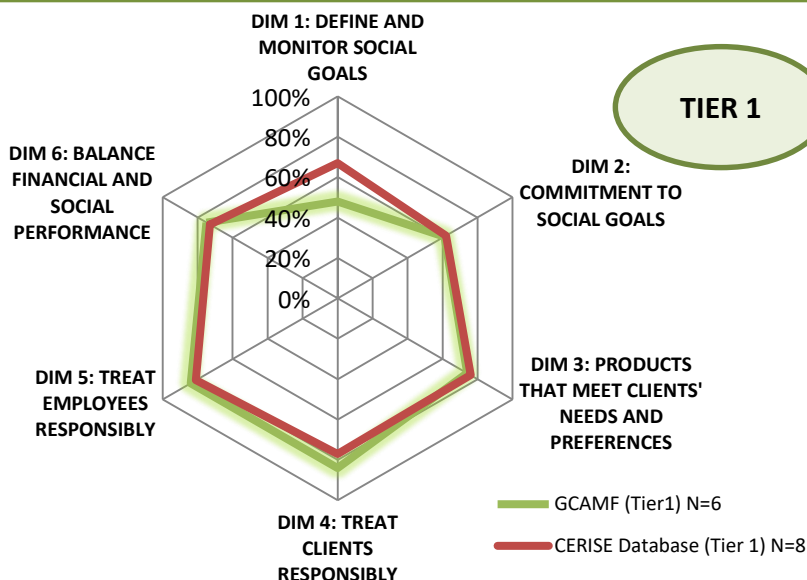 DIM 1: DEFINE AND
MONITOR SOCIAL
GOALS
TIER 1
100%
80%
60%
40%
20%
0%
DIM 2:
COMMITMENT TO
SOCIAL GOALS
DIM 3: PRODUCTS
THAT MEET CLIENTS'
NEEDS AND
PREFERENCES
DIM 4: TREAT
CLIENTS
RESPONSIBLY
DIM 5: TREAT
EMPLOYEES
RESPONSIBLY
DIM 6: BALANCE
FINANCIAL AND
SOCIAL
PERFORMANCE
GCAMF (Tier1) N=6
CERISE Database (Tier 1) N=8